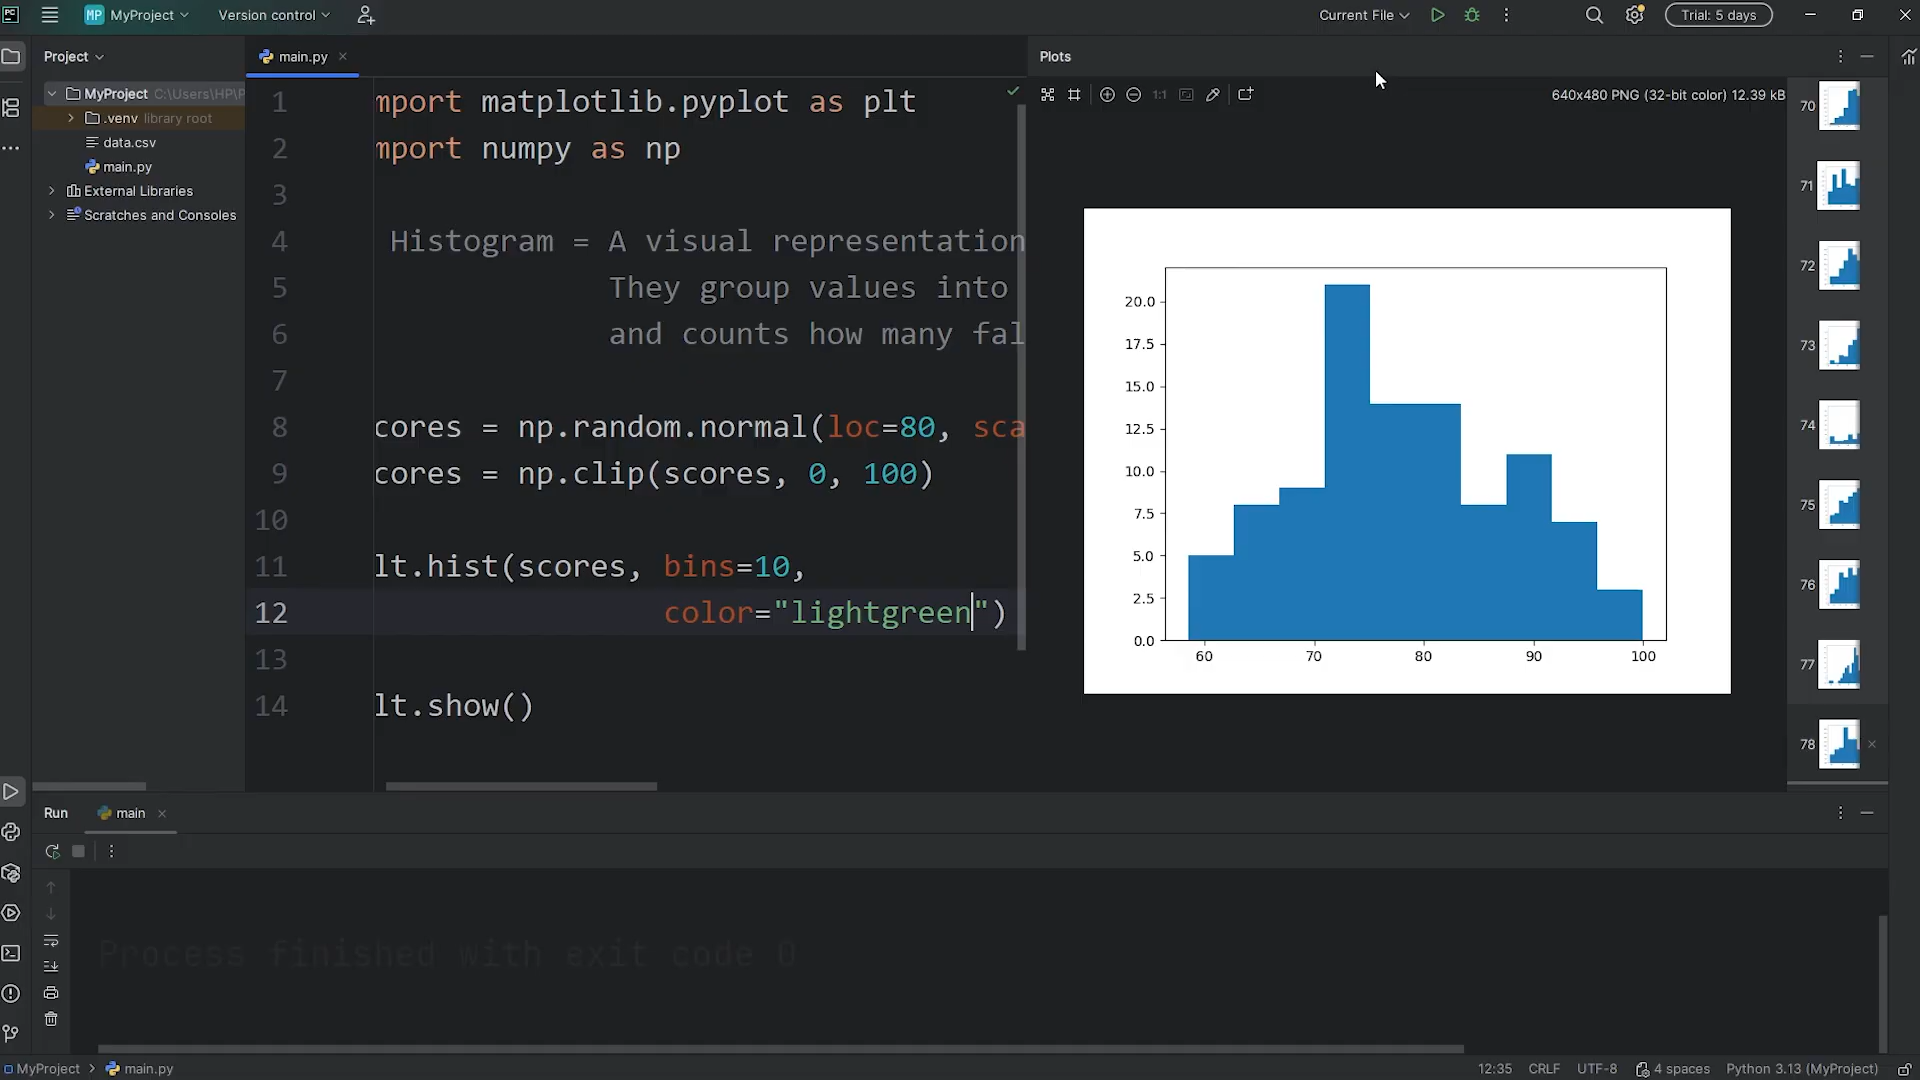 PC MP MyProject Version control Current File Trial: 5 days
Project
main.py
Plots
MyProject C:\Users\HP\P
.venv library root
data.csv
main.py
External Libraries
Scratches and Consoles
1 mport matplotlib.pyplot as plt
2 mport numpy as np
3
4 Histogram = A visual representation
5 They group values into
6 and counts how many fal
7
8 cores = np.random.normal(loc=80, sca
9 cores = np.clip(scores, 0, 100)
10
11 lt.hist(scores, bins=10,
12 color="lightgreen")
13
14 lt.show()
1:1
640x480 PNG (32-bit color) 12.39 kB
20.0
17.5
15.0
12.5
10.0
7.5
5.0
2.5
0.0
60 70 80 90 100
70
71
72
73
74
75
76
77
78
Run main
Process finished with exit code 0
MyProject > main.py
12:35 CRLF UTF-8 4 spaces Python 3.13 (MyProject)